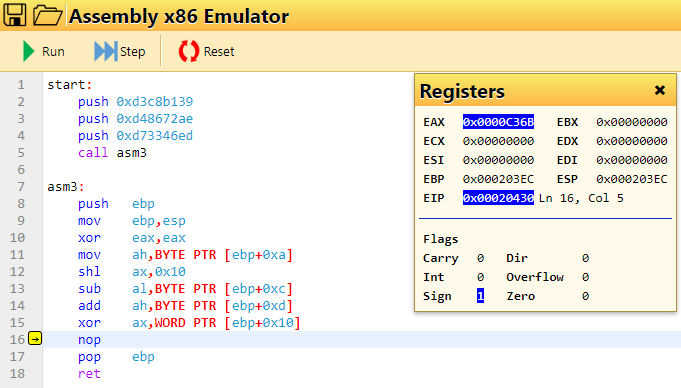 Assembly x86 Emulator
Run Step Reset
1 start:
2 push 0xd3c8b139
3 push 0xd48672ae
4 push 0xd73346ed
5 call asm3
6
7 asm3:
8 push ebp
9 mov ebp,esp
10 xor eax,eax
11 mov ah,BYTE PTR [ebp+0xa]
12 shl ax,0x10
13 sub al,BYTE PTR [ebp+0xc]
14 add ah,BYTE PTR [ebp+0xd]
15 xor ax,WORD PTR [ebp+0x10]
16 nop
17 pop ebp
18 ret
Registers ×
EAX 0x0000C36B EBX 0x00000000
ECX 0x00000000 EDX 0x00000000
ESI 0x00000000 EDI 0x00000000
EBP 0x000203EC ESP 0x000203EC
EIP 0x00020430 Ln 16, Col 5
Flags
Carry 0 Dir 0
Int 0 Overflow 0
Sign 1 Zero 0